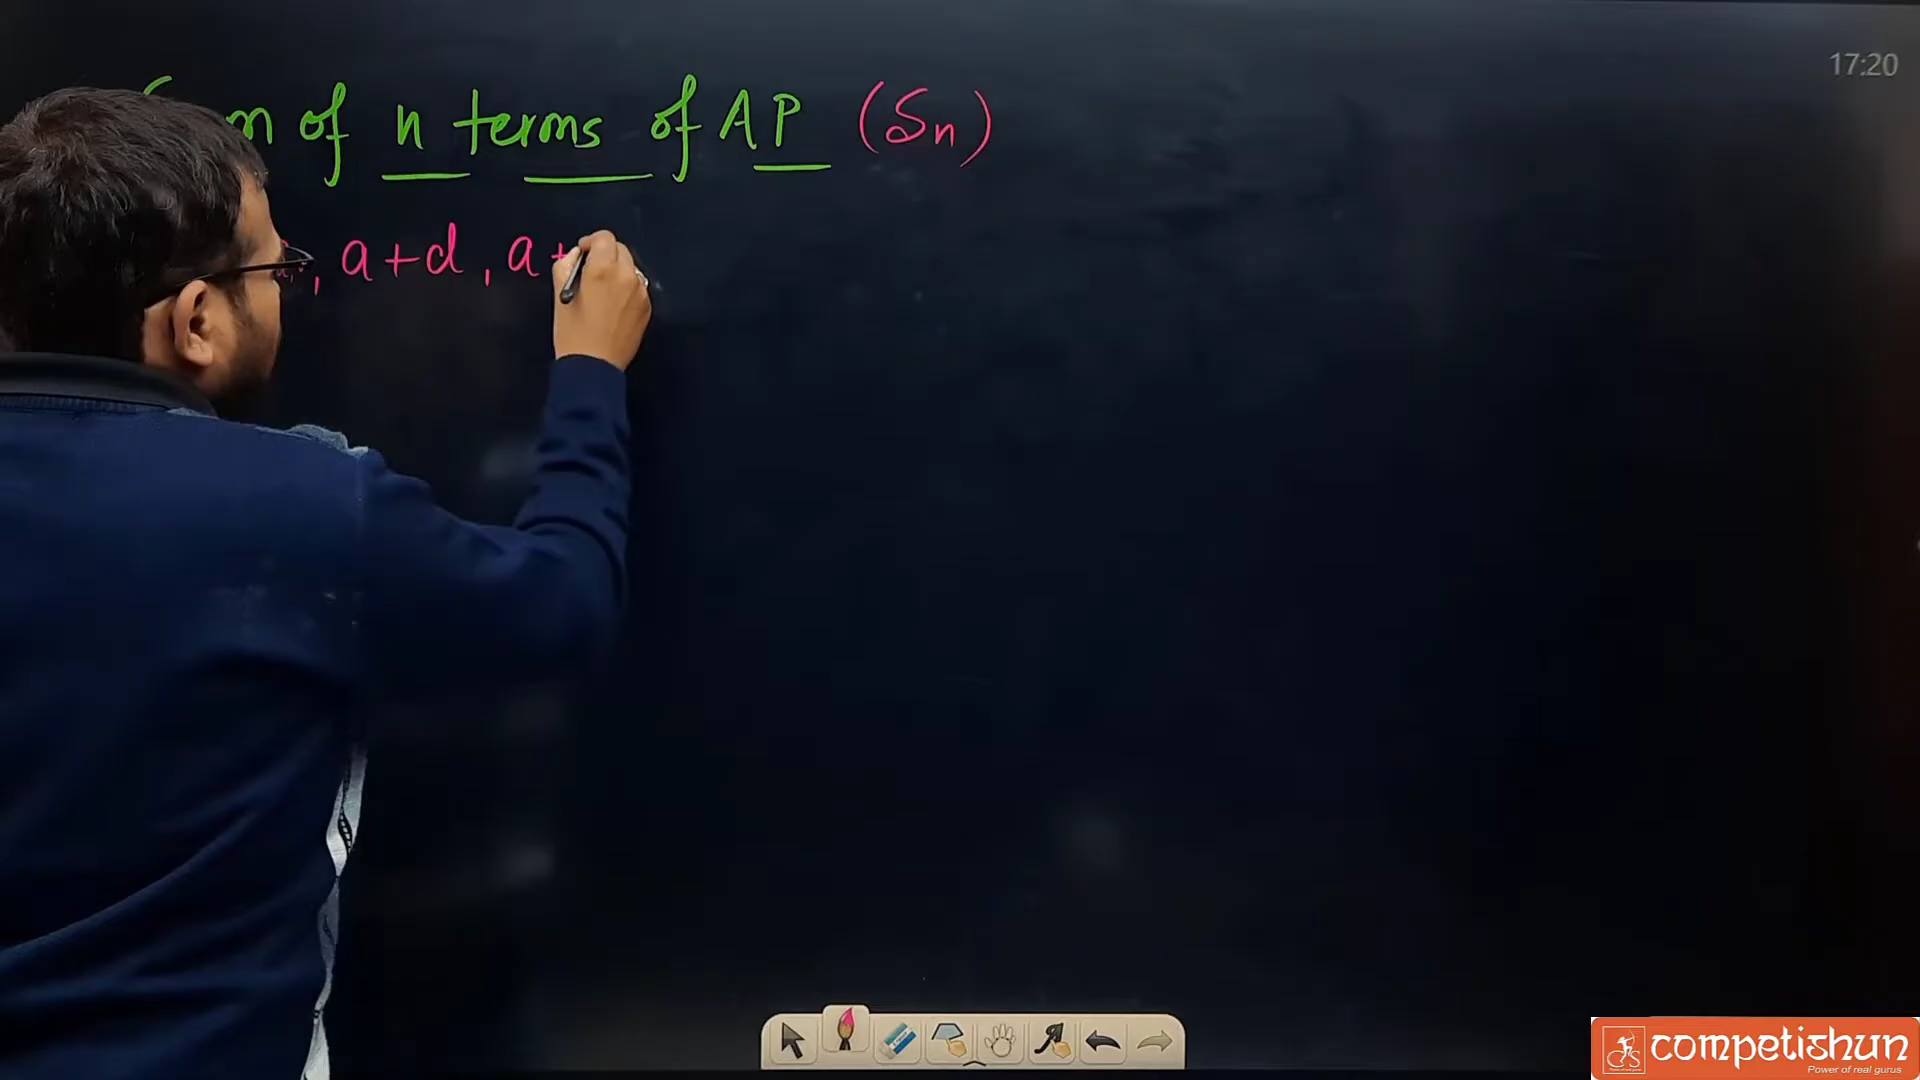 17:20
m of n terms of AP (Sn)
, a+d, a+
competishun
Power of real gurus